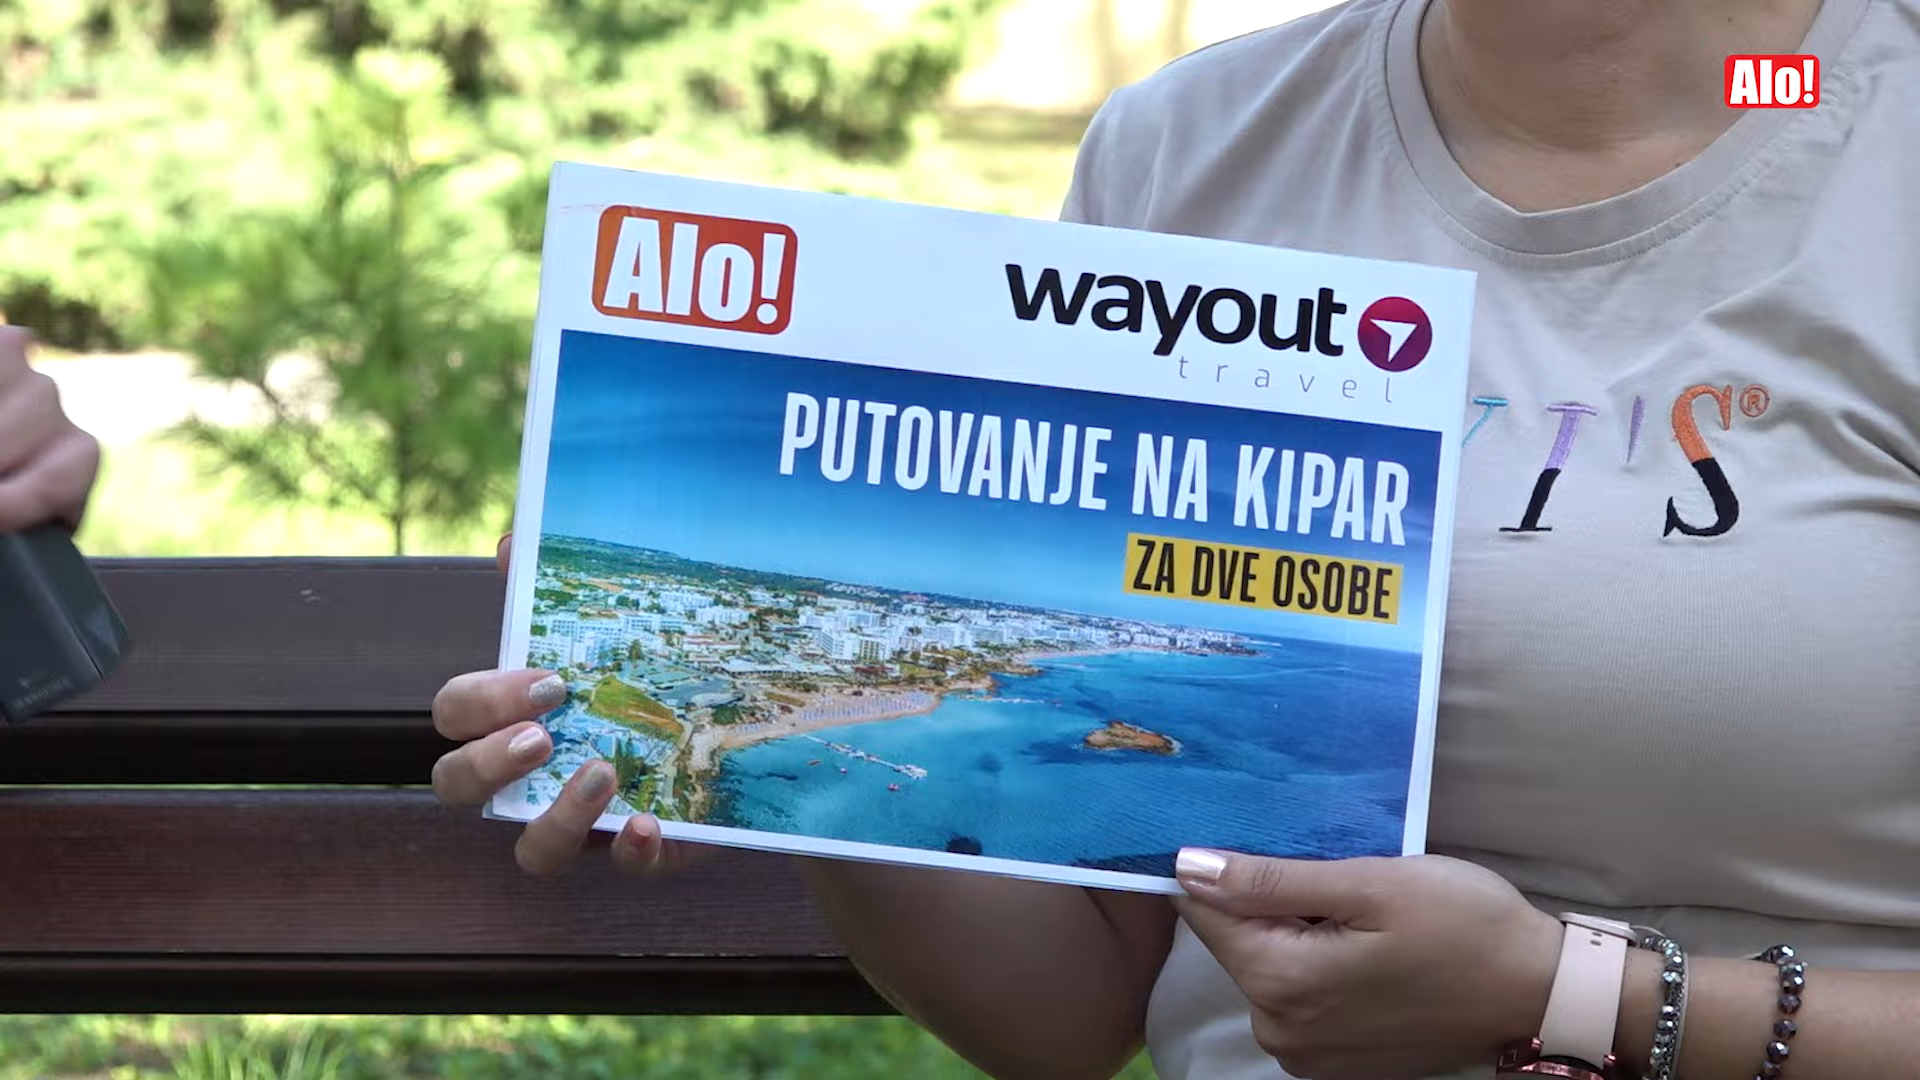 Alo!
Alo!
wayout
travel
PUTOVANJE NA KIPAR
ZA DVE OSOBE
I'S®